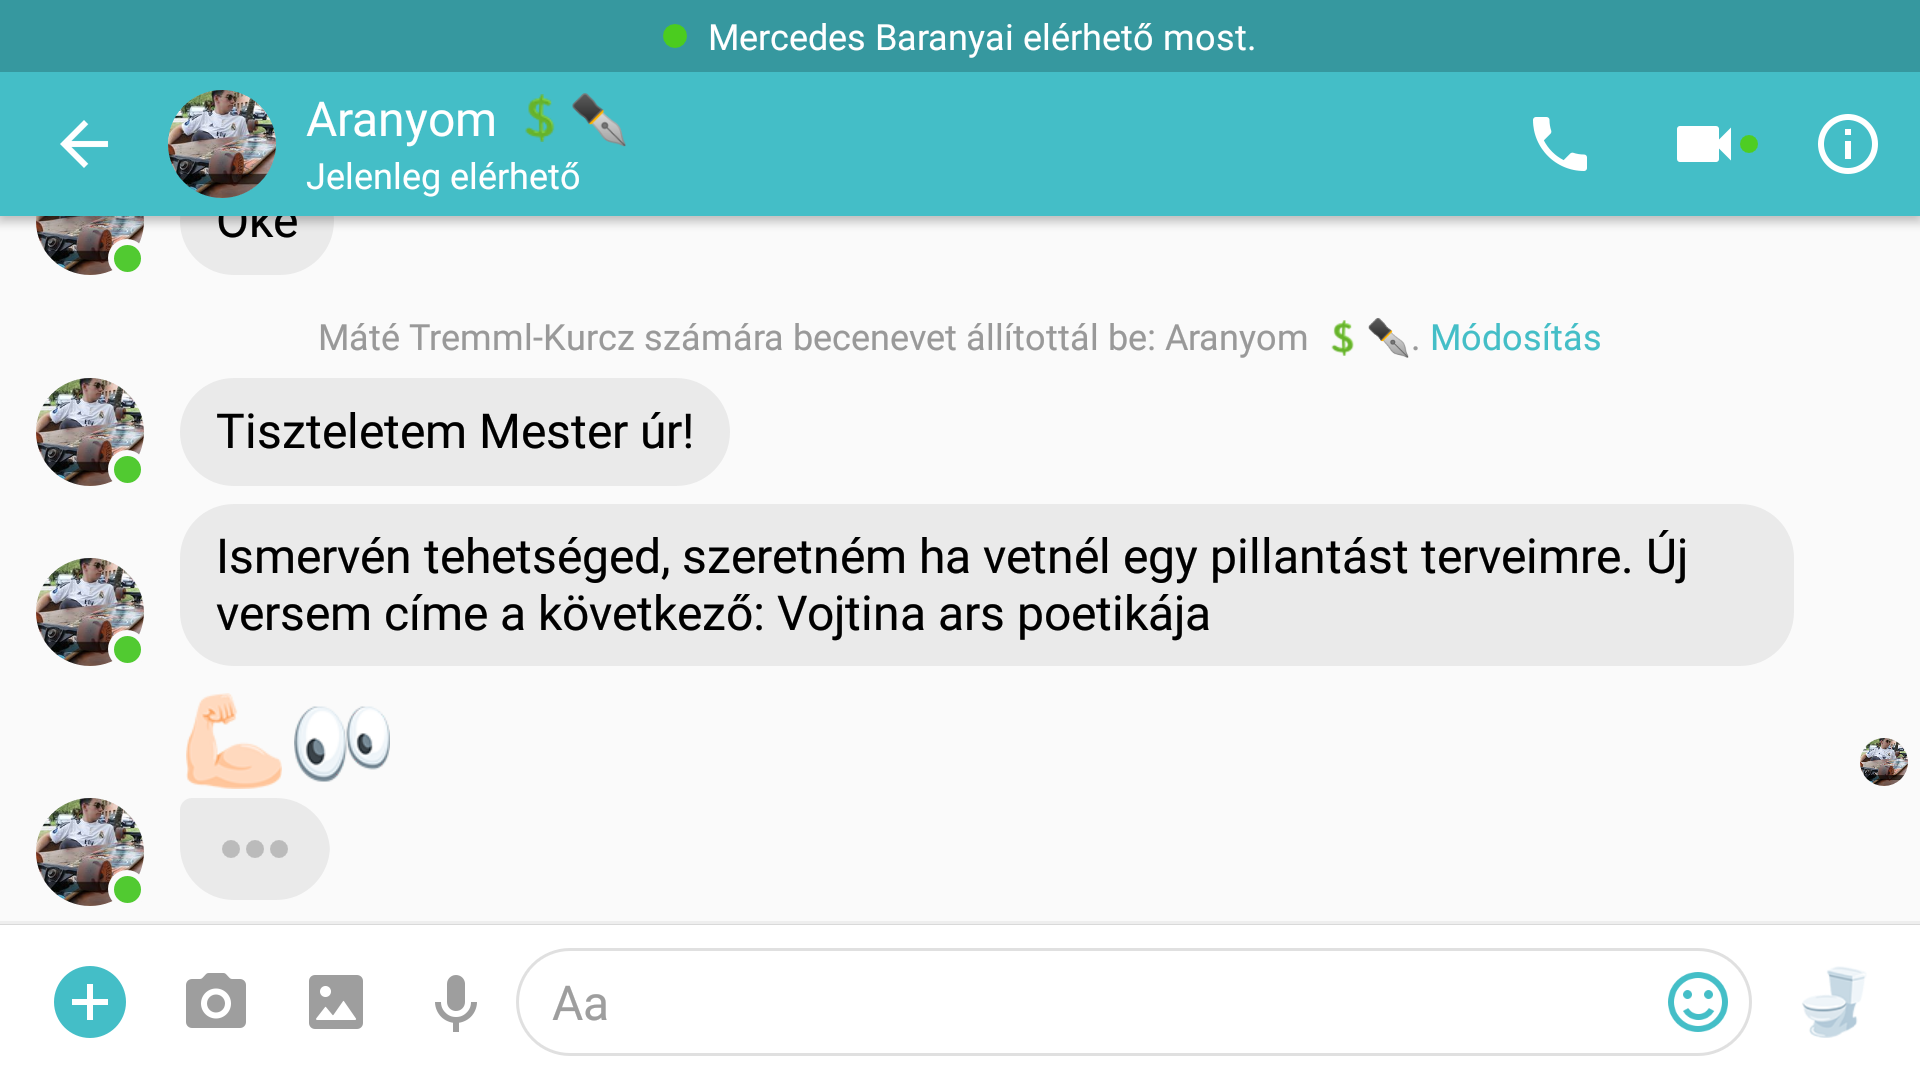 Mercedes Baranyai elérhető most.
Aranyom 💲✒️
Jelenleg elérhető
Oké
Máté Tremml-Kurcz számára becenevet állítottál be: Aranyom 💲✒️. Módosítás
Tiszteletem Mester úr!
Ismervén tehetséged, szeretném ha vetnél egy pillantást terveimre. Új
versem címe a következő: Vojtina ars poetikája
Aa